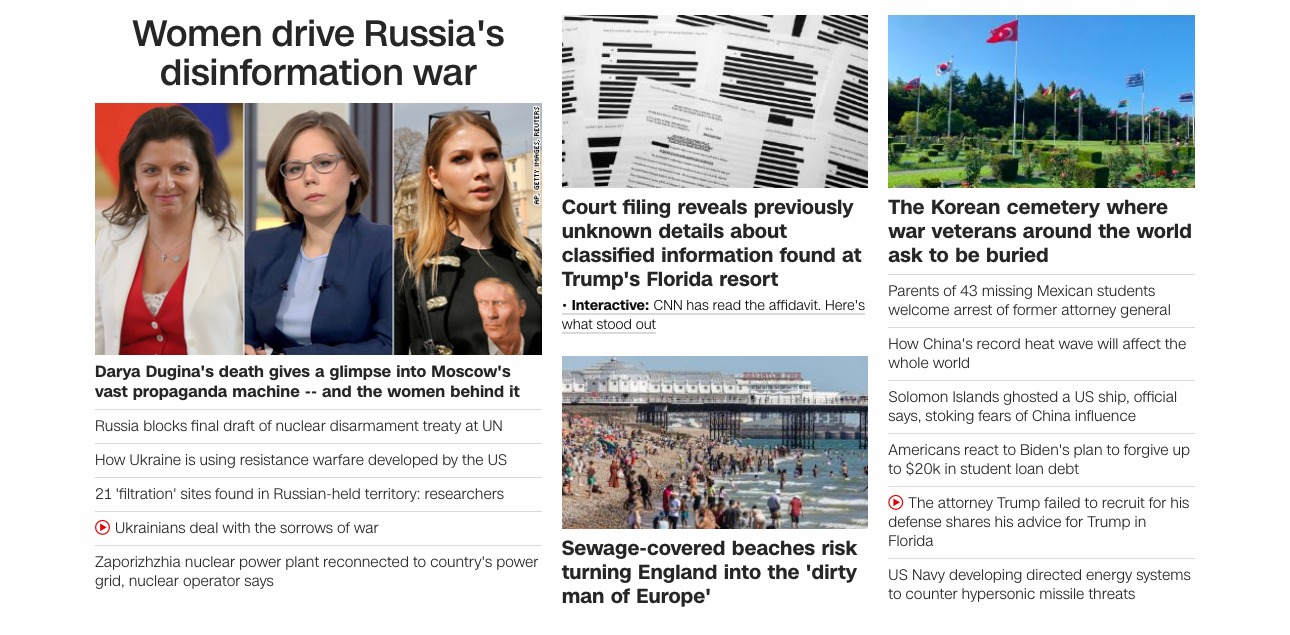 Women drive Russia's
disinformation war
AP, GETTY IMAGES, REUTERS
Darya Dugina's death gives a glimpse into Moscow's
vast propaganda machine -- and the women behind it
Russia blocks final draft of nuclear disarmament treaty at UN
How Ukraine is using resistance warfare developed by the US
21 'filtration' sites found in Russian-held territory: researchers
Ukrainians deal with the sorrows of war
Zaporizhzhia nuclear power plant reconnected to country's power
grid, nuclear operator says
Court filing reveals previously
unknown details about
classified information found at
Trump's Florida resort
• Interactive: CNN has read the affidavit. Here's
what stood out
Sewage-covered beaches risk
turning England into the 'dirty
man of Europe'
The Korean cemetery where
war veterans around the world
ask to be buried
Parents of 43 missing Mexican students
welcome arrest of former attorney general
How China's record heat wave will affect the
whole world
Solomon Islands ghosted a US ship, official
says, stoking fears of China influence
Americans react to Biden's plan to forgive up
to $20k in student loan debt
The attorney Trump failed to recruit for his
defense shares his advice for Trump in
Florida
US Navy developing directed energy systems
to counter hypersonic missile threats